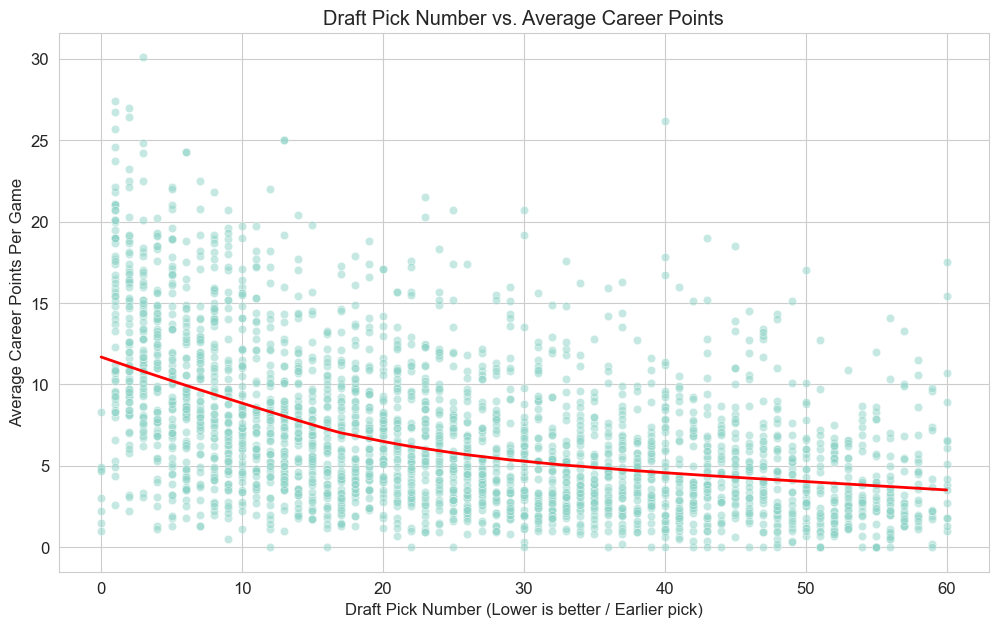 Draft Pick Number vs. Average Career Points
Average Career Points Per Game
30
25
20
15
10
5
0
0 10 20 30 40 50 60
Draft Pick Number (Lower is better / Earlier pick)